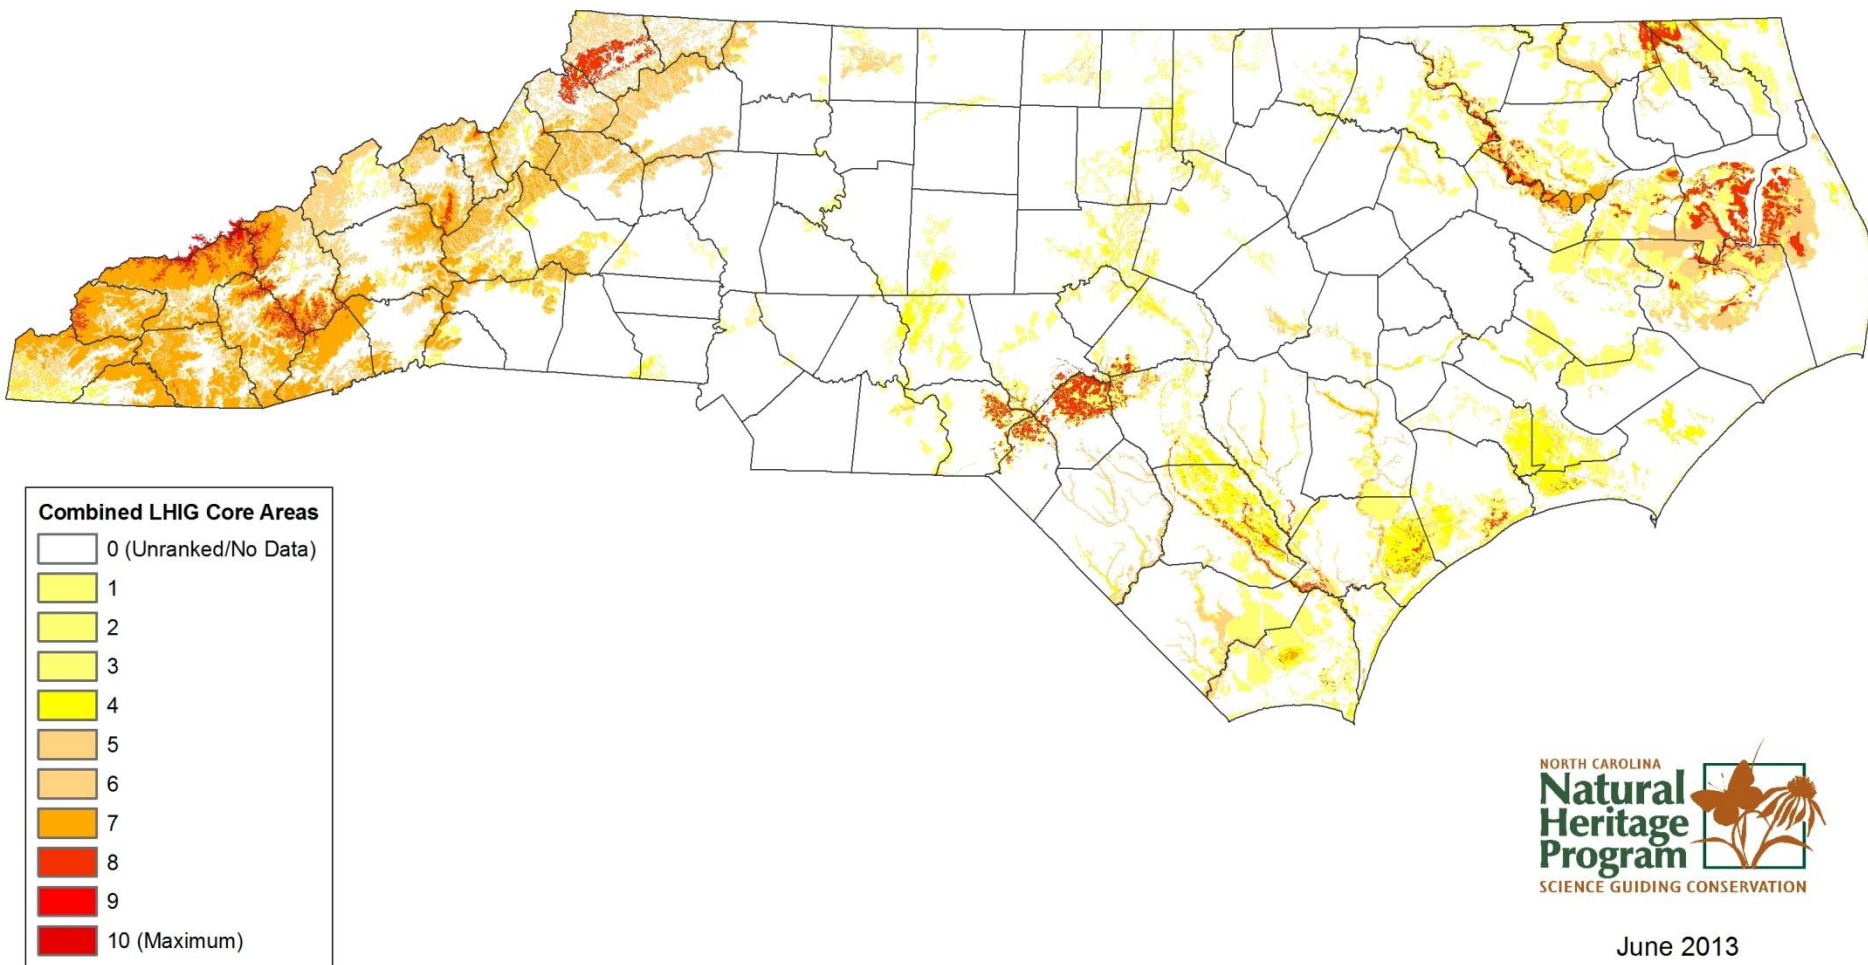 Combined LHIG Core Areas
0 (Unranked/No Data)
1
2
3
4
5
6
7
8
9
10 (Maximum)
NORTH CAROLINA
Natural
Heritage
Program
SCIENCE GUIDING CONSERVATION
June 2013